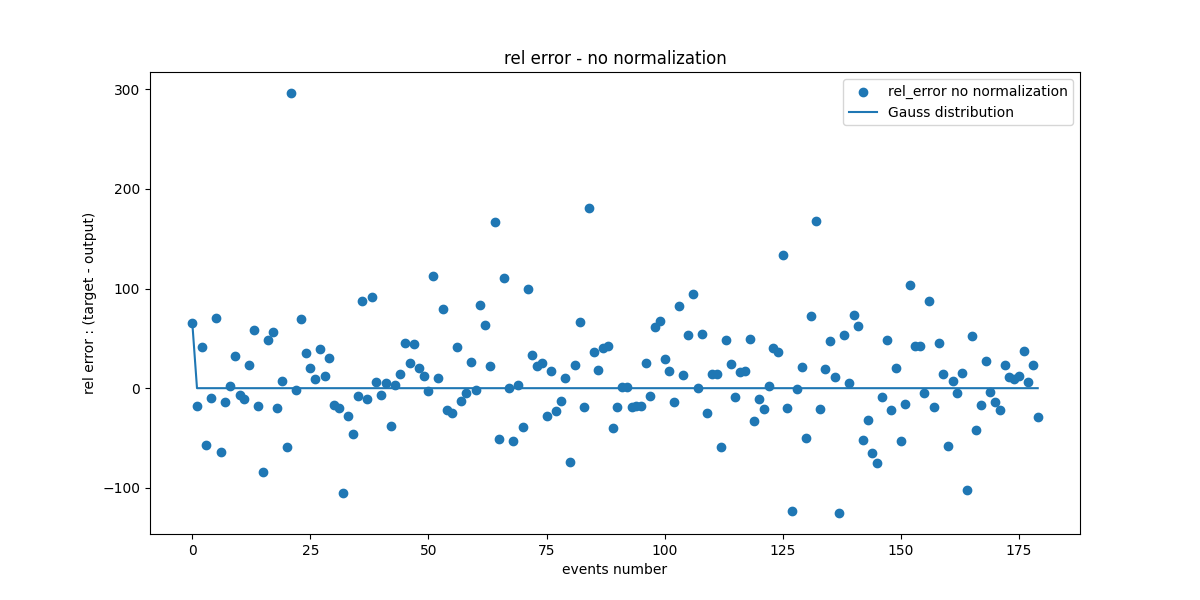 rel error - no normalization
rel_error no normalization
Gauss distribution
300
200
100
0
−100
rel error : (target - output)
0
25
50
75
100
125
150
175
events number